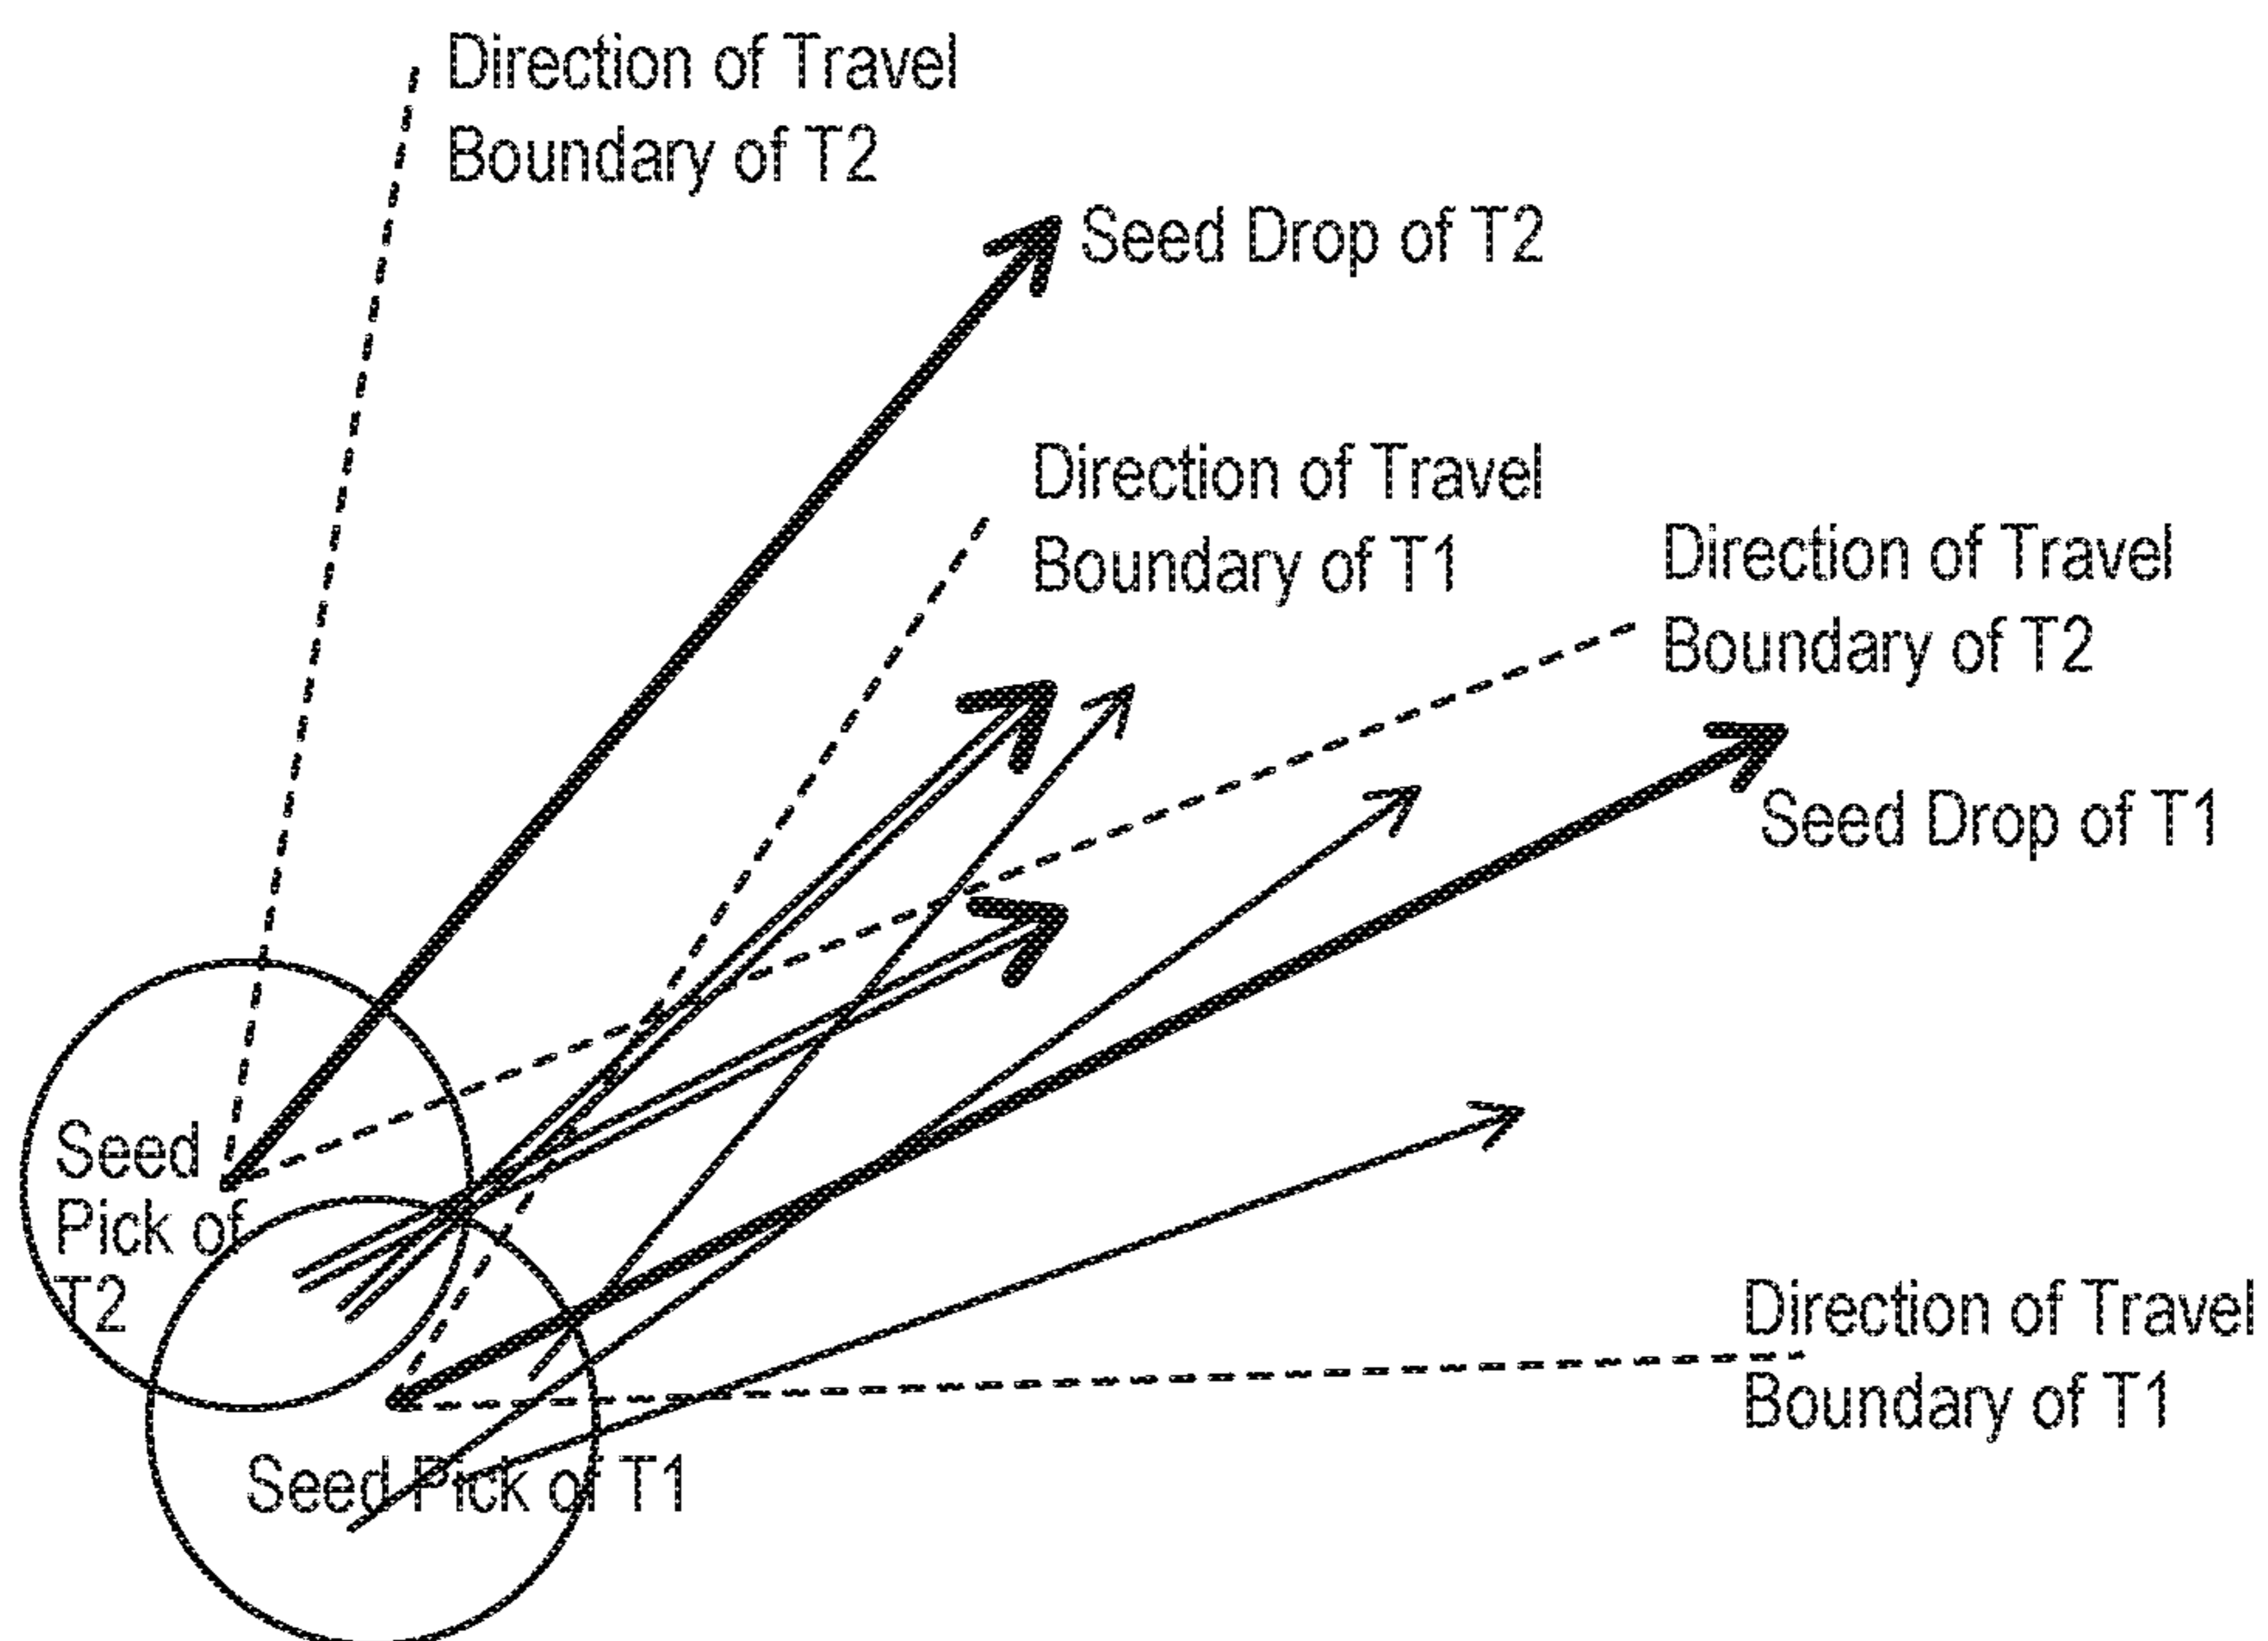 Direction of Travel
Boundary of T2
Seed Drop of T2
Direction of Travel
Boundary of T1
Direction of Travel
Boundary of T2
Seed Drop of T1
Seed
Pick of
T2
Direction of Travel
Boundary of T1
Seed Pick of T1